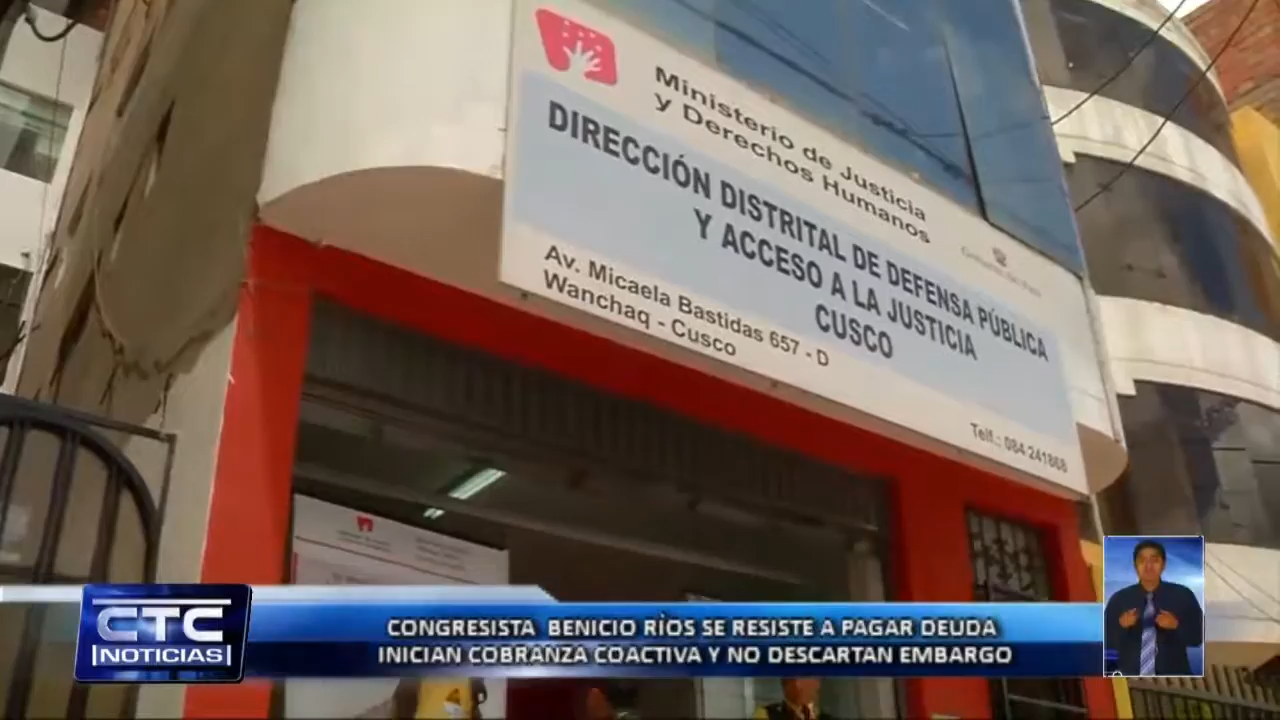 Ministerio de Justicia
y Derechos Humanos
DIRECCIÓN DISTRITAL DE DEFENSA PÚBLICA
Y ACCESO A LA JUSTICIA
CUSCO
Av. Micaela Bastidas 657 - D
Wanchaq - Cusco
Telf.: 084 241868
CTC
NOTICIAS
CONGRESISTA BENICIO RÌOS SE RESISTE A PAGAR DEUDA
INICIAN COBRANZA COACTIVA Y NO DESCARTAN EMBARGO